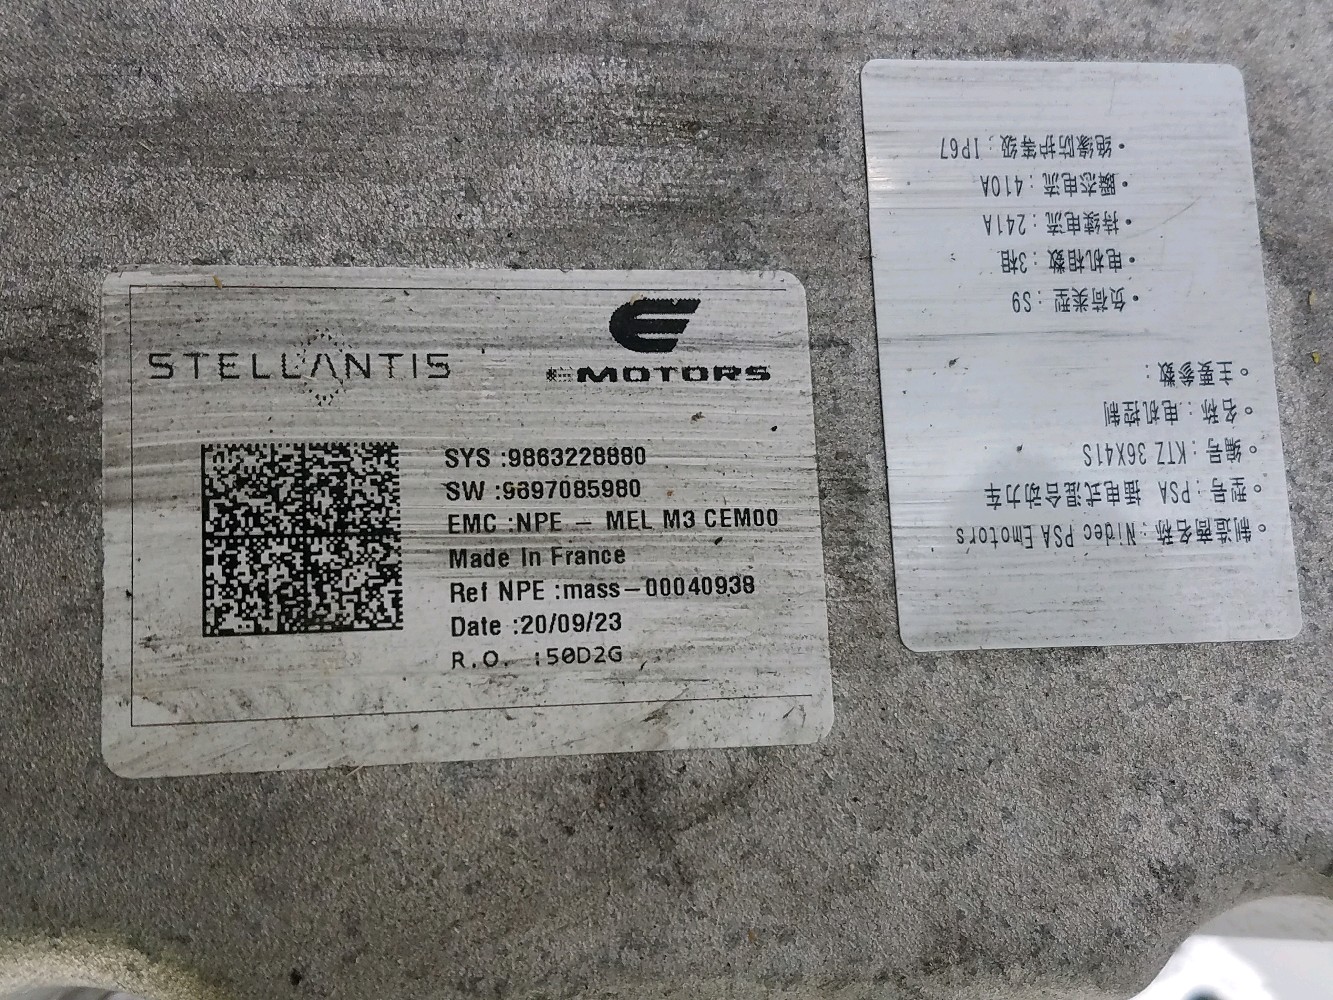 STELLANTIS
EMOTORS
SYS :9863228880
SW :9697085980
EMC :NPE – MEL M3 CEM00
Made In France
Ref NPE :mass–00040938
Date :20/09/23
R.O. :50D2G
◦ 制造商名称：Nidec PSA Emotors
◦ 型号：PSA 插电式混合动力车
◦ 编号：KTZ 36X41S
◦ 名称：电机控制
◦ 主要参数：
• 负荷类型：S9
• 电机相数：3相
• 持续电流：241A
• 瞬态电流：410A
• 绝缘防护等级：IP67